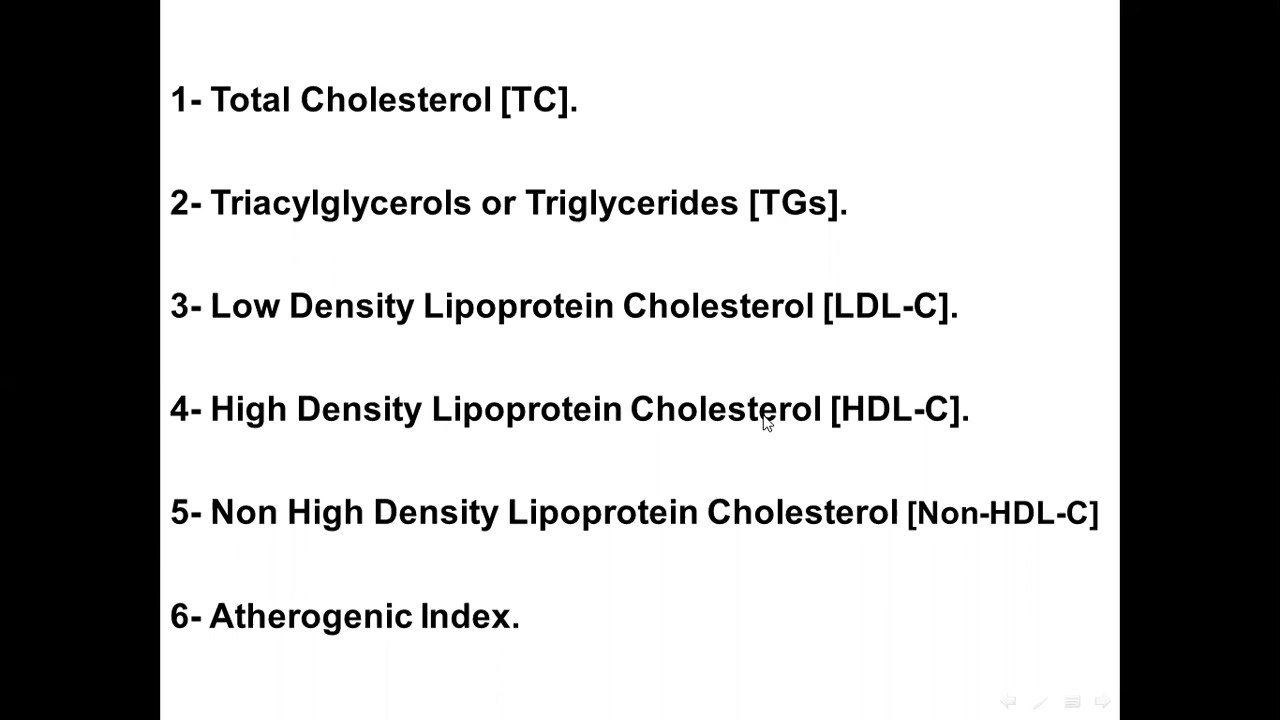 1- Total Cholesterol [TC].
2- Triacylglycerols or Triglycerides [TGs].
3- Low Density Lipoprotein Cholesterol [LDL-C].
4- High Density Lipoprotein Cholesterol [HDL-C].
5- Non High Density Lipoprotein Cholesterol [Non-HDL-C]
6- Atherogenic Index.